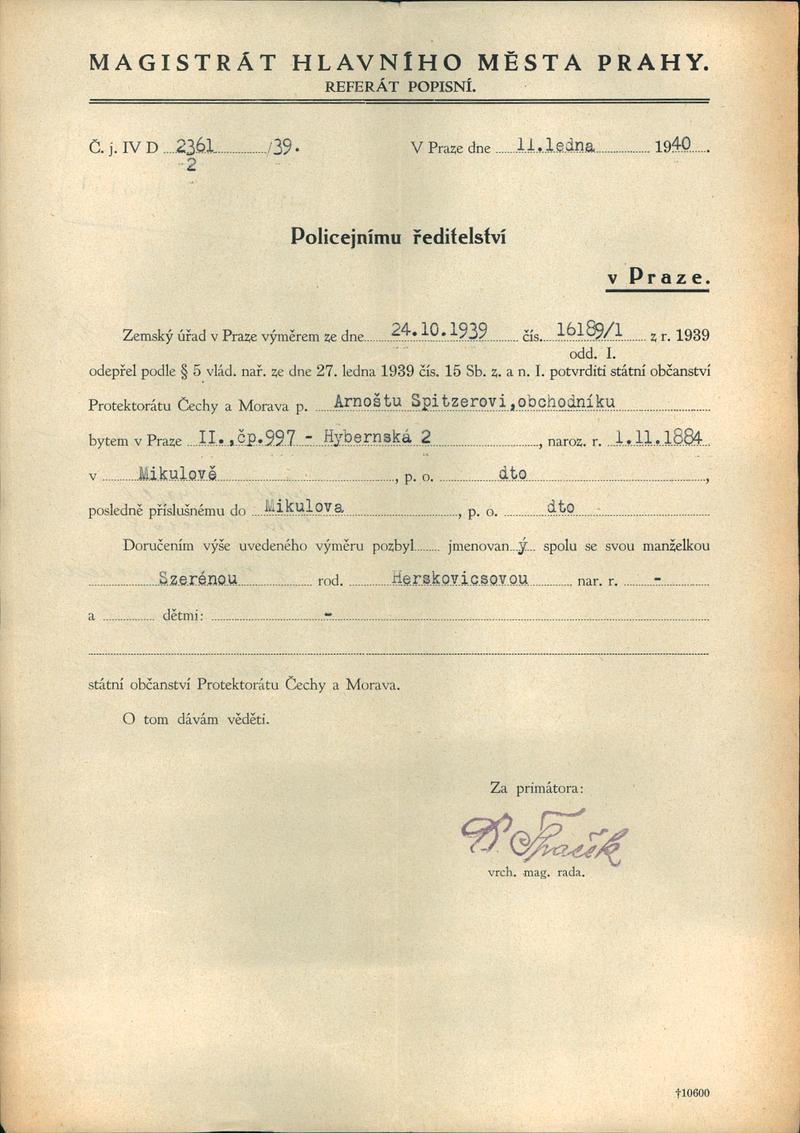 MAGISTRÁT HLAVNÍHO MĚSTA PRAHY.
REFERÁT POPISNÍ.
Č. j. IV D 2361/39. V Praze dne 11.ledna 1940.
2
Policejnímu ředitelství
v Praze.
Zemský úřad v Praze výměrem ze dne 24.10.1939 čís. 16189/1 z r. 1939
odd. I.
odepřel podle § 5 vlád. nař. ze dne 27. ledna 1939 čís. 15 Sb. z. a n. I. potvrditi státní občanství
Protektorátu Čechy a Morava p. Arnoštu Spitzerovi,obchodníku
bytem v Praze II.,čp.997 - Hybernská 2, naroz. r. 1.11.1884
v Mikulově, p. o. dto,
posledně příslušnému do Mikulova, p. o. dto
Doručením výše uvedeného výměru pozbyl jmenovaný spolu se svou manželkou
Szerénou rod. Herskovicsovou nar. r. -
a dětmi: -
státní občanství Protektorátu Čechy a Morava.
O tom dávám věděti.
Za primátora:
vrch. mag. rada.
†10600